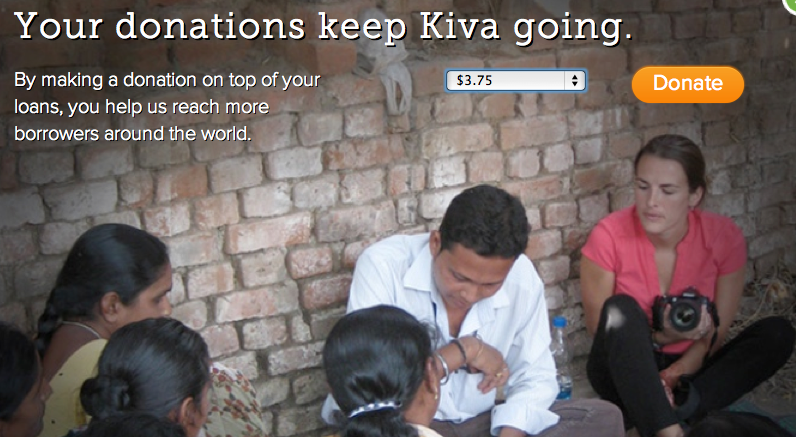 Your donations keep Kiva going.
By making a donation on top of your
loans, you help us reach more
borrowers around the world.
$3.75
Donate